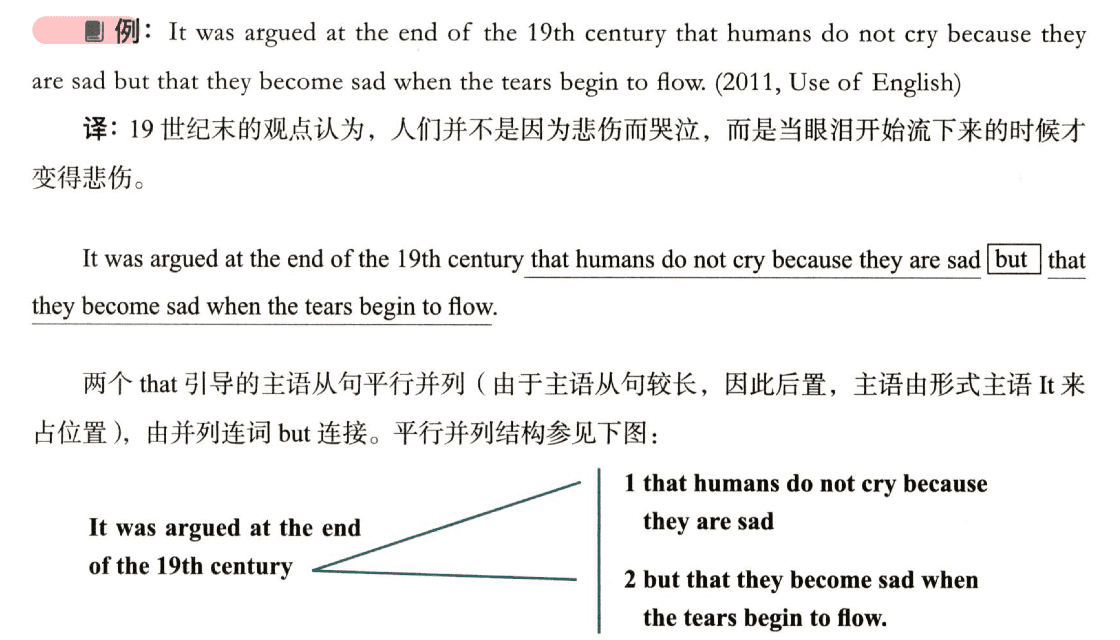 例：It was argued at the end of the 19th century that humans do not cry because they
are sad but that they become sad when the tears begin to flow. (2011, Use of English)
译：19 世纪末的观点认为，人们并不是因为悲伤而哭泣，而是当眼泪开始流下来的时候才
变得悲伤。
It was argued at the end of the 19th century that humans do not cry because they are sad but that
they become sad when the tears begin to flow.
两个 that 引导的主语从句平行并列（由于主语从句较长，因此后置，主语由形式主语 It 来
占位置），由并列连词 but 连接。平行并列结构参见下图：
It was argued at the end
of the 19th century
1 that humans do not cry because
they are sad
2 but that they become sad when
the tears begin to flow.